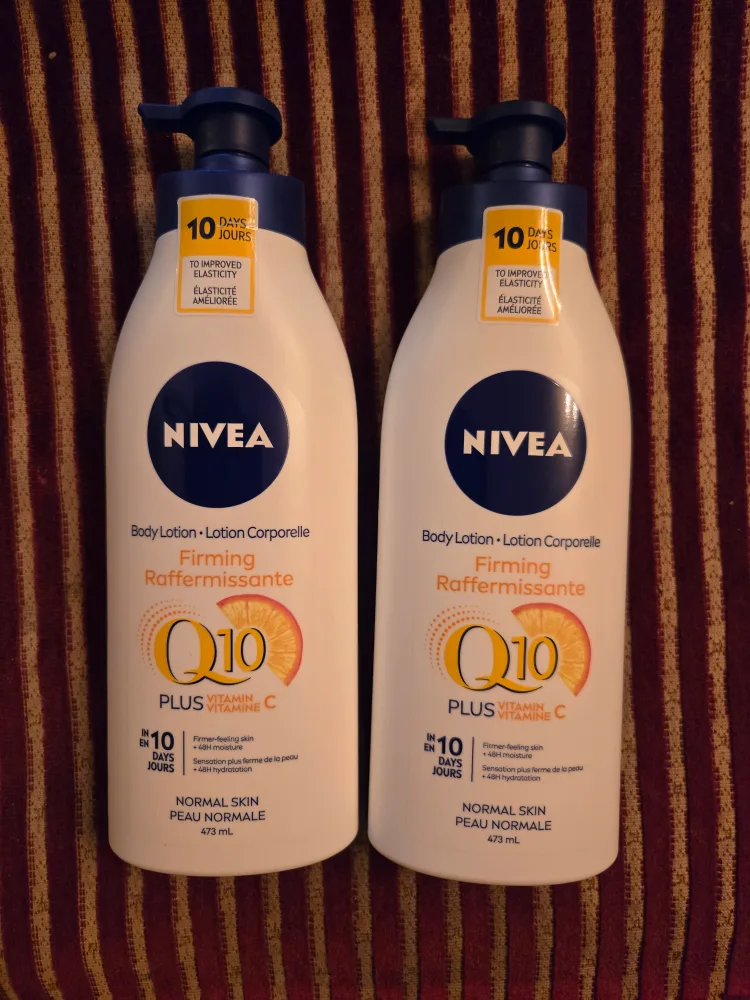 10 DAYS
JOURS
TO IMPROVED
ELASTICITY
ÉLASTICITÉ
AMÉLIORÉE
NIVEA
Body Lotion • Lotion Corporelle
Firming
Raffermissante
Q10
PLUS VITAMIN C
VITAMINE
IN
EN 10
DAYS
JOURS
Firmer-feeling skin
+ 48H moisture
Sensation plus ferme de la peau
+ 48H hydratation
NORMAL SKIN
PEAU NORMALE
473 mL
10 DAYS
JOURS
TO IMPROVED
ELASTICITY
ÉLASTICITÉ
AMÉLIORÉE
NIVEA
Body Lotion • Lotion Corporelle
Firming
Raffermissante
Q10
PLUS VITAMIN C
VITAMINE
IN
EN 10
DAYS
JOURS
Firmer-feeling skin
+ 48H moisture
Sensation plus ferme de la peau
+ 48H hydratation
NORMAL SKIN
PEAU NORMALE
473 mL